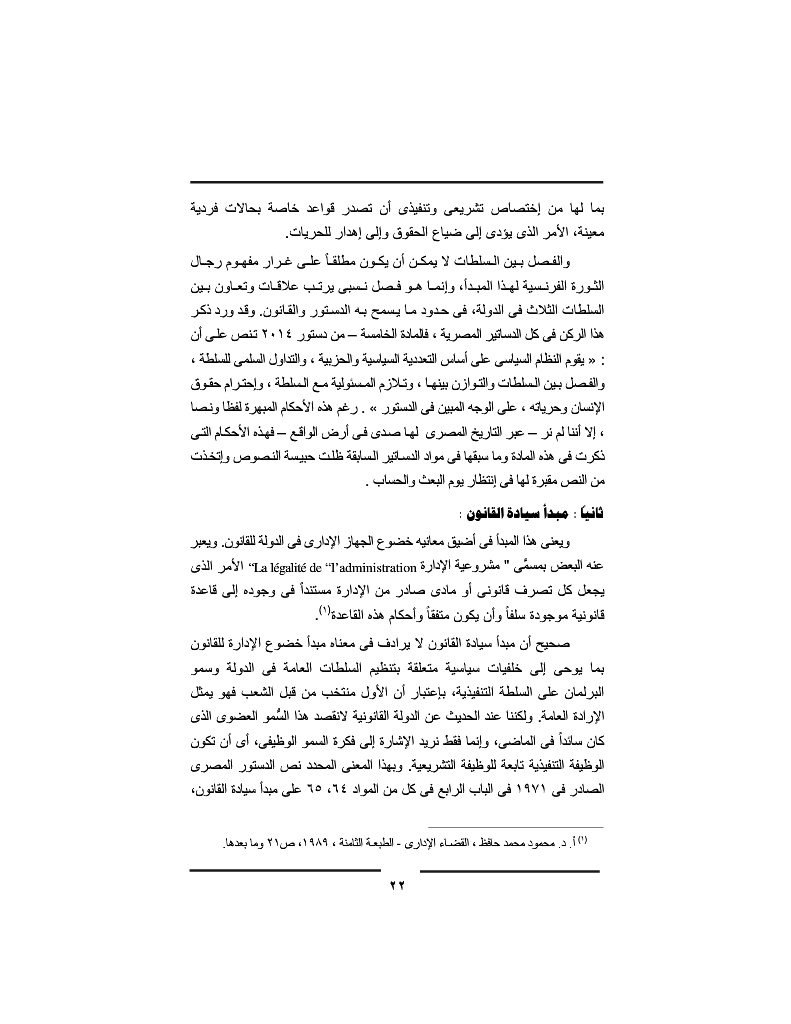 بما لها من إختصاص تشريعى وتنفيذى أن تصدر قواعد خاصة بحالات فردية
معينة، الأمر الذى يؤدى إلى ضياع الحقوق وإلى إهدار للحريات.
والفصل بين السلطات لا يمكن أن يكون مطلقاً على غرار مفهوم رجال
الثورة الفرنسية لهذا المبدأ، وإنما هو فصل نسبى يرتب علاقات وتعاون بين
السلطات الثلاث فى الدولة، فى حدود ما يسمح به الدستور والقانون. وقد ورد ذكر
هذا الركن فى كل الدساتير المصرية ، فالمادة الخامسة – من دستور ٢٠١٤ تنص على أن
: « يقوم النظام السياسى على أساس التعددية السياسية والحزبية ، والتداول السلمى للسلطة ،
والفصل بين السلطات والتوازن بينها ، وتلازم المسئولية مع السلطة ، وإحترام حقوق
الإنسان وحرياته ، على الوجه المبين فى الدستور » . رغم هذه الأحكام المبهرة لفظا ونصا
، إلا أننا لم نر – عبر التاريخ المصرى لها صدى فى أرض الواقع – فهذه الأحكام التى
ذكرت فى هذه المادة وما سبقها فى مواد الدساتير السابقة ظلت حبيسة النصوص وإتخذت
من النص مقبرة لها فى إنتظار يوم البعث والحساب .
ثانياً : مبدأ سيادة القانون :
ويعنى هذا المبدأ فى أضيق معانيه خضوع الجهاز الإدارى فى الدولة للقانون. ويعبر
عنه البعض بمسمَّى " مشروعية الإدارة La légalité de “l’administration“ الأمر الذى
يجعل كل تصرف قانونى أو مادى صادر من الإدارة مستنداً فى وجوده إلى قاعدة
قانونية موجودة سلفاً وأن يكون متفقاً وأحكام هذه القاعدة(١).
صحيح أن مبدأ سيادة القانون لا يرادف فى معناه مبدأ خضوع الإدارة للقانون
بما يوحى إلى خلفيات سياسية متعلقة بتنظيم السلطات العامة فى الدولة وسمو
البرلمان على السلطة التنفيذية، بإعتبار أن الأول منتخب من قبل الشعب فهو يمثل
الإرادة العامة. ولكننا عند الحديث عن الدولة القانونية لانقصد هذا السُّمو العضوى الذى
كان سائداً فى الماضى، وإنما فقط نريد الإشارة إلى فكرة السمو الوظيفى، أى أن تكون
الوظيفة التنفيذية تابعة للوظيفة التشريعية. وبهذا المعنى المحدد نص الدستور المصرى
الصادر فى ١٩٧١ فى الباب الرابع فى كل من المواد ٦٤، ٦٥ على مبدأ سيادة القانون،
(١) أ. د. محمود محمد حافظ ، القضاء الإدارى - الطبعة الثامنة ، ١٩٨٩، ص٢١ وما بعدها.
٢٢